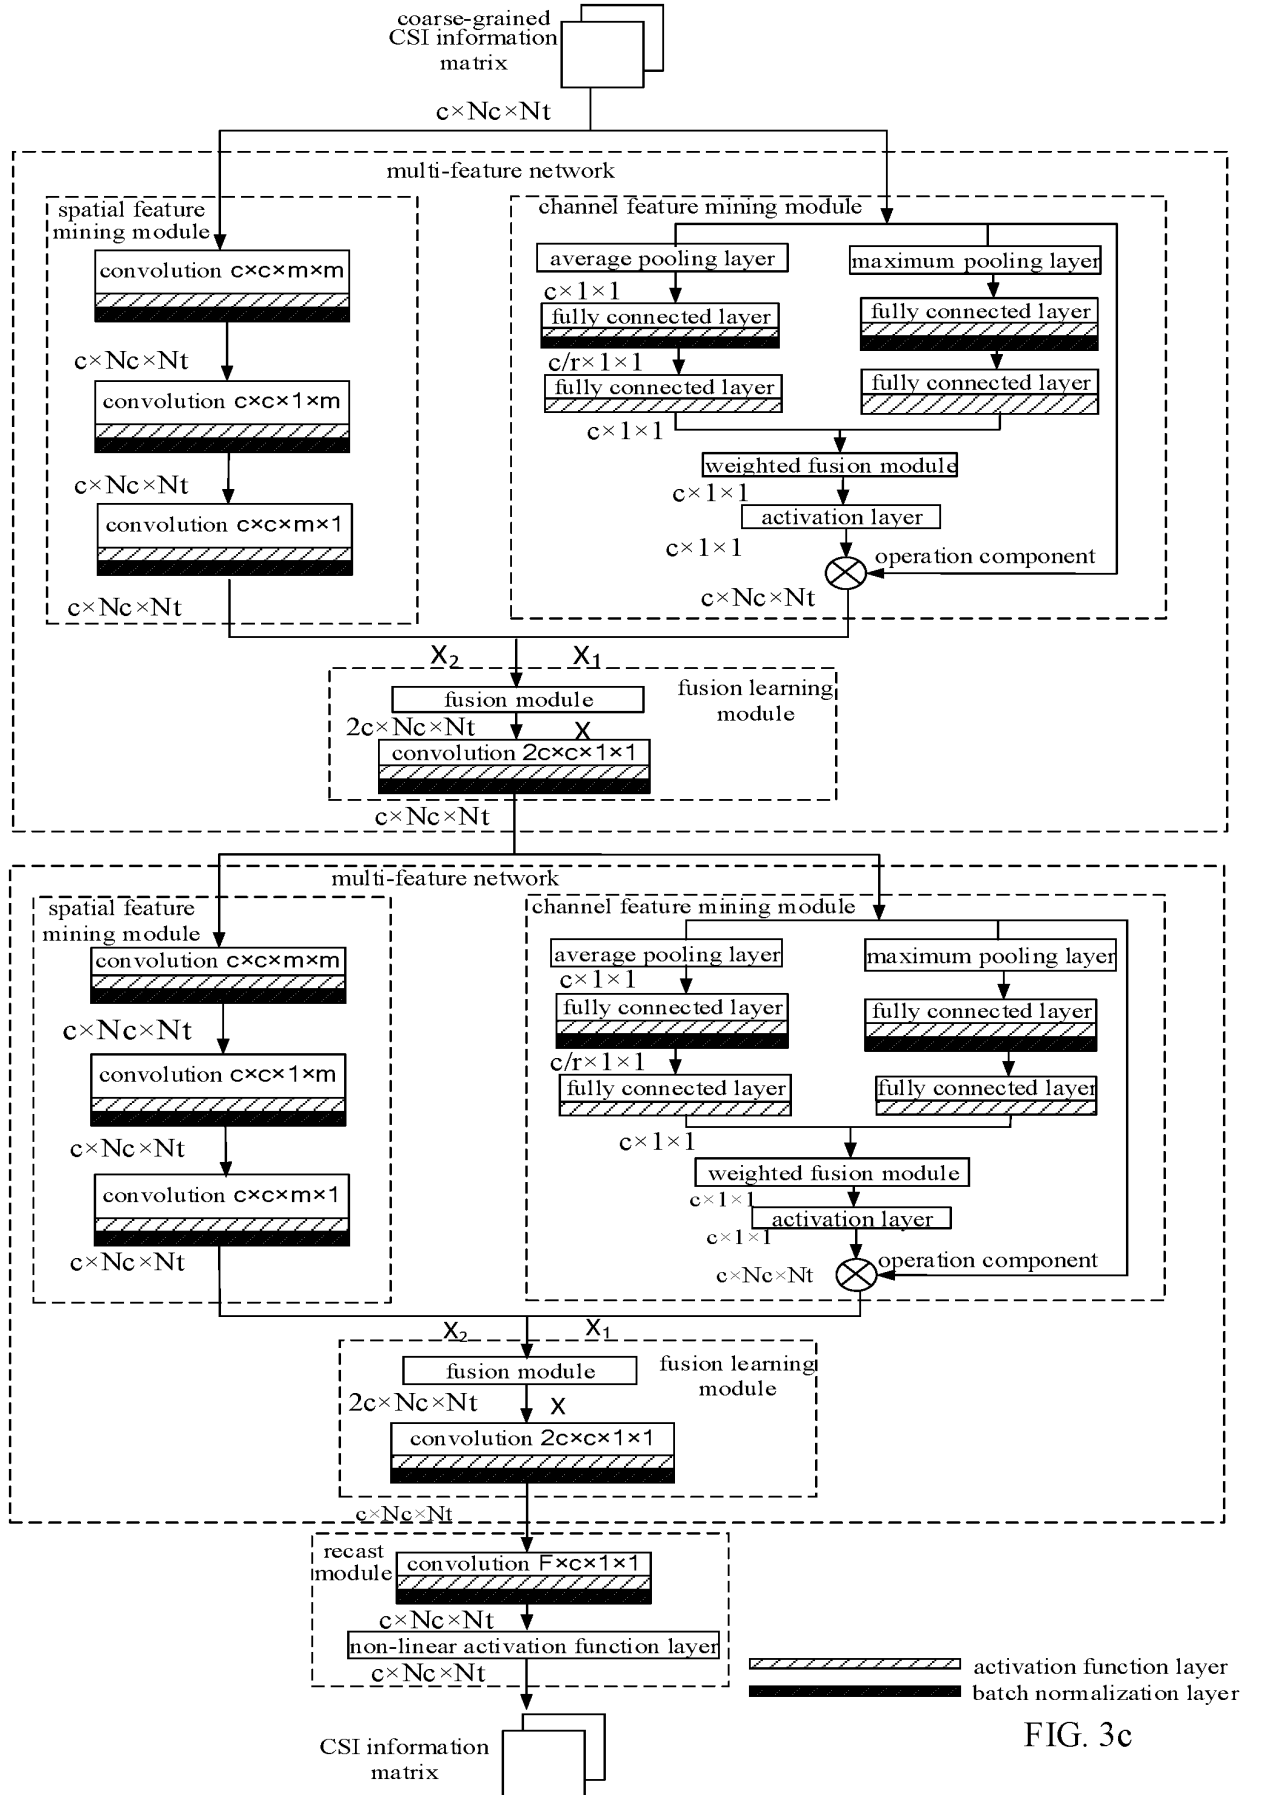 coarse-grained
CSI information
matrix
c×Nc×Nt
multi-feature network
spatial feature
mining module
convolution c×c×m×m
c×Nc×Nt
convolution c×c×1×m
c×Nc×Nt
convolution c×c×m×1
c×Nc×Nt
channel feature mining module
average pooling layer
maximum pooling layer
c×1×1
fully connected layer
fully connected layer
c/r×1×1
fully connected layer
fully connected layer
c×1×1
weighted fusion module
c×1×1
activation layer
c×1×1
operation component
c×Nc×Nt
X₂
X₁
fusion learning
module
fusion module
2c×Nc×Nt
X
convolution 2c×c×1×1
c×Nc×Nt
multi-feature network
spatial feature
mining module
convolution c×c×m×m
c×Nc×Nt
convolution c×c×1×m
c×Nc×Nt
convolution c×c×m×1
c×Nc×Nt
channel feature mining module
average pooling layer
maximum pooling layer
c×1×1
fully connected layer
fully connected layer
c/r×1×1
fully connected layer
fully connected layer
c×1×1
weighted fusion module
c×1×1
activation layer
c×1×1
operation component
c×Nc×Nt
X₂
X₁
fusion learning
module
fusion module
2c×Nc×Nt
X
convolution 2c×c×1×1
c×Nc×Nt
recast
module
convolution F×c×1×1
c×Nc×Nt
non-linear activation function layer
c×Nc×Nt
CSI information
matrix
activation function layer
batch normalization layer
FIG. 3c